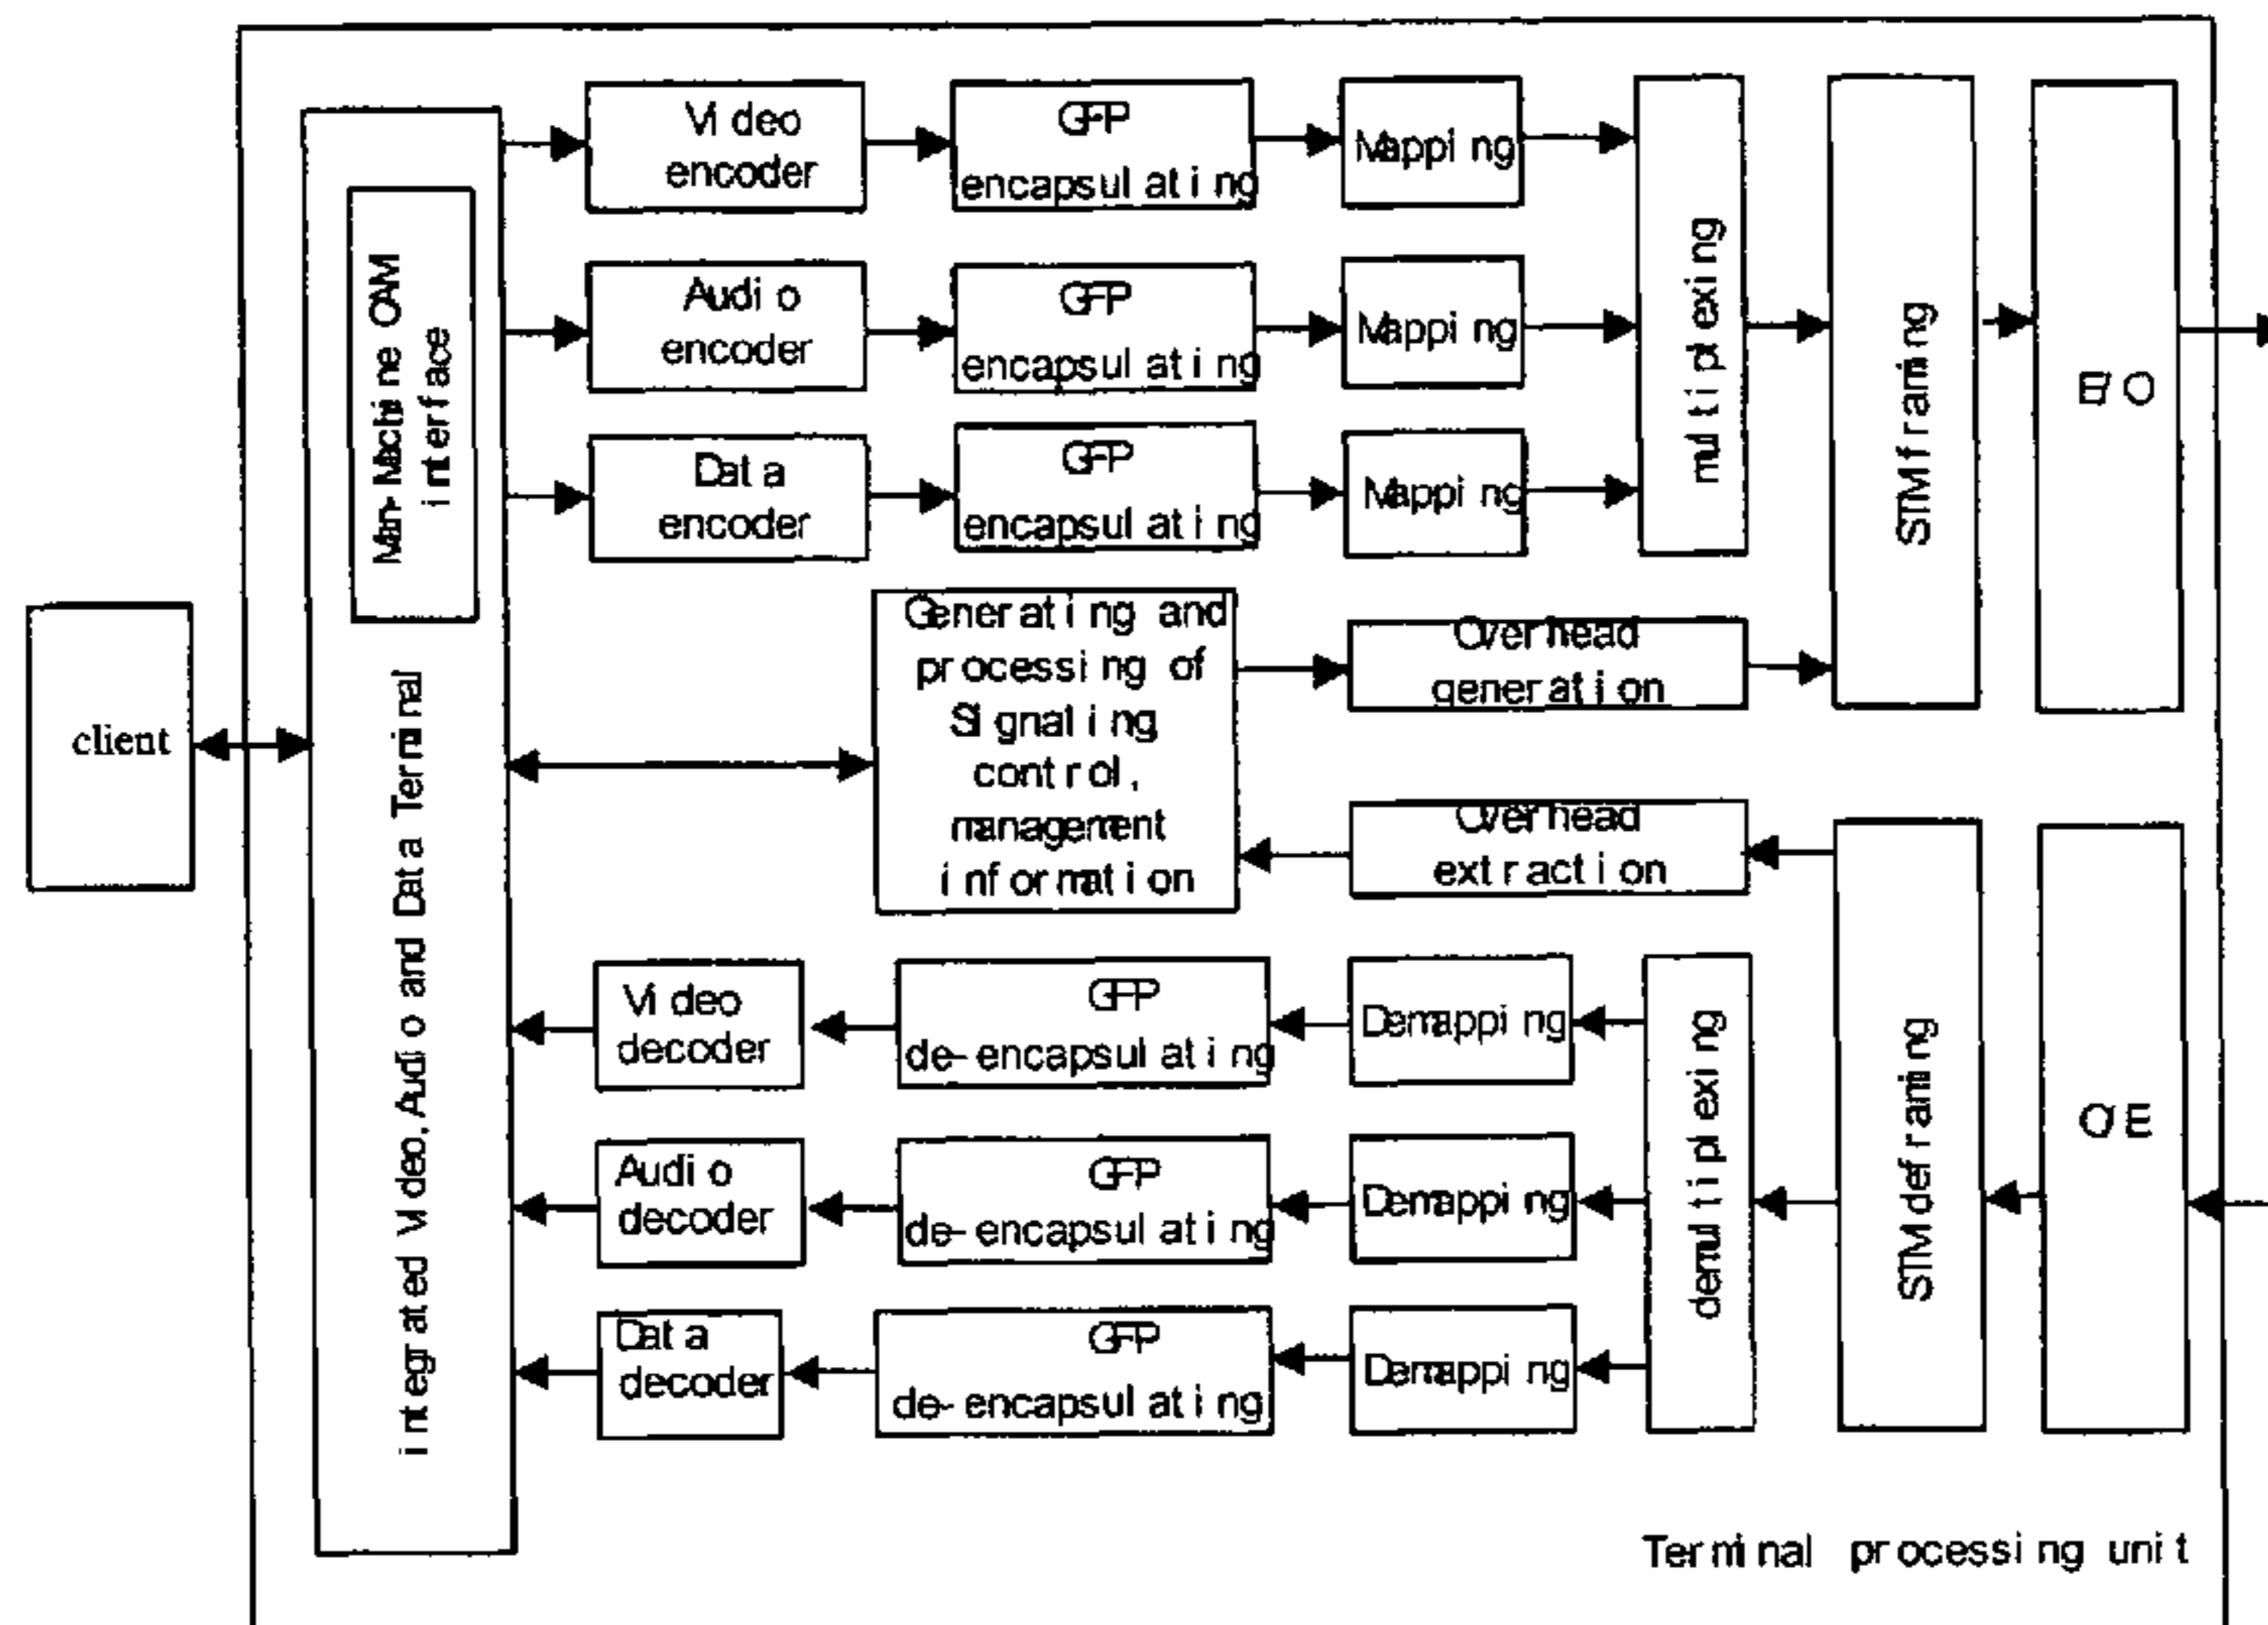 Video
encoder
GFP
encapsulating
Mapping
Audio
encoder
GFP
encapsulating
Mapping
Data
encoder
GFP
encapsulating
Mapping
multiplexing
STM framing
E/O
Man-Machine OAM
interface
integrated Video, Audio and Data Terminal
client
Generating and
processing of
Signaling
control,
management
information
Overhead
generation
Overhead
extraction
Video
decoder
GFP
de-encapsulating
Demapping
Audio
decoder
GFP
de-encapsulating
Demapping
Data
decoder
GFP
de-encapsulating
Demapping
demultiplexing
STM deframing
O/E
Terminal processing unit